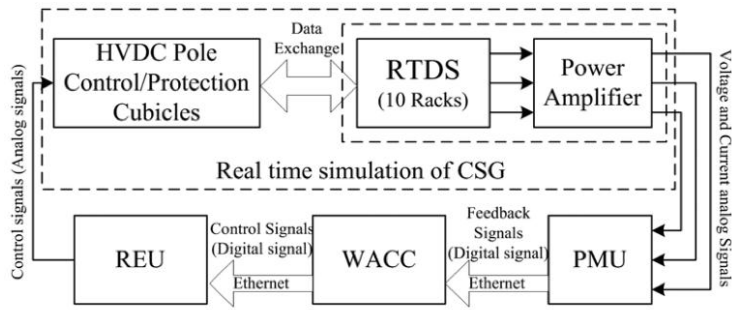 HVDC Pole
Control/Protection
Cubicles
Data
Exchange
RTDS
(10 Racks)
Power
Amplifier
Real time simulation of CSG
Voltage and Current analog Signals
Control signals (Analog signals)
REU
Control Signals
(Digital signal)
Ethernet
WACC
Feedback
Signals
(Digital signal)
Ethernet
PMU